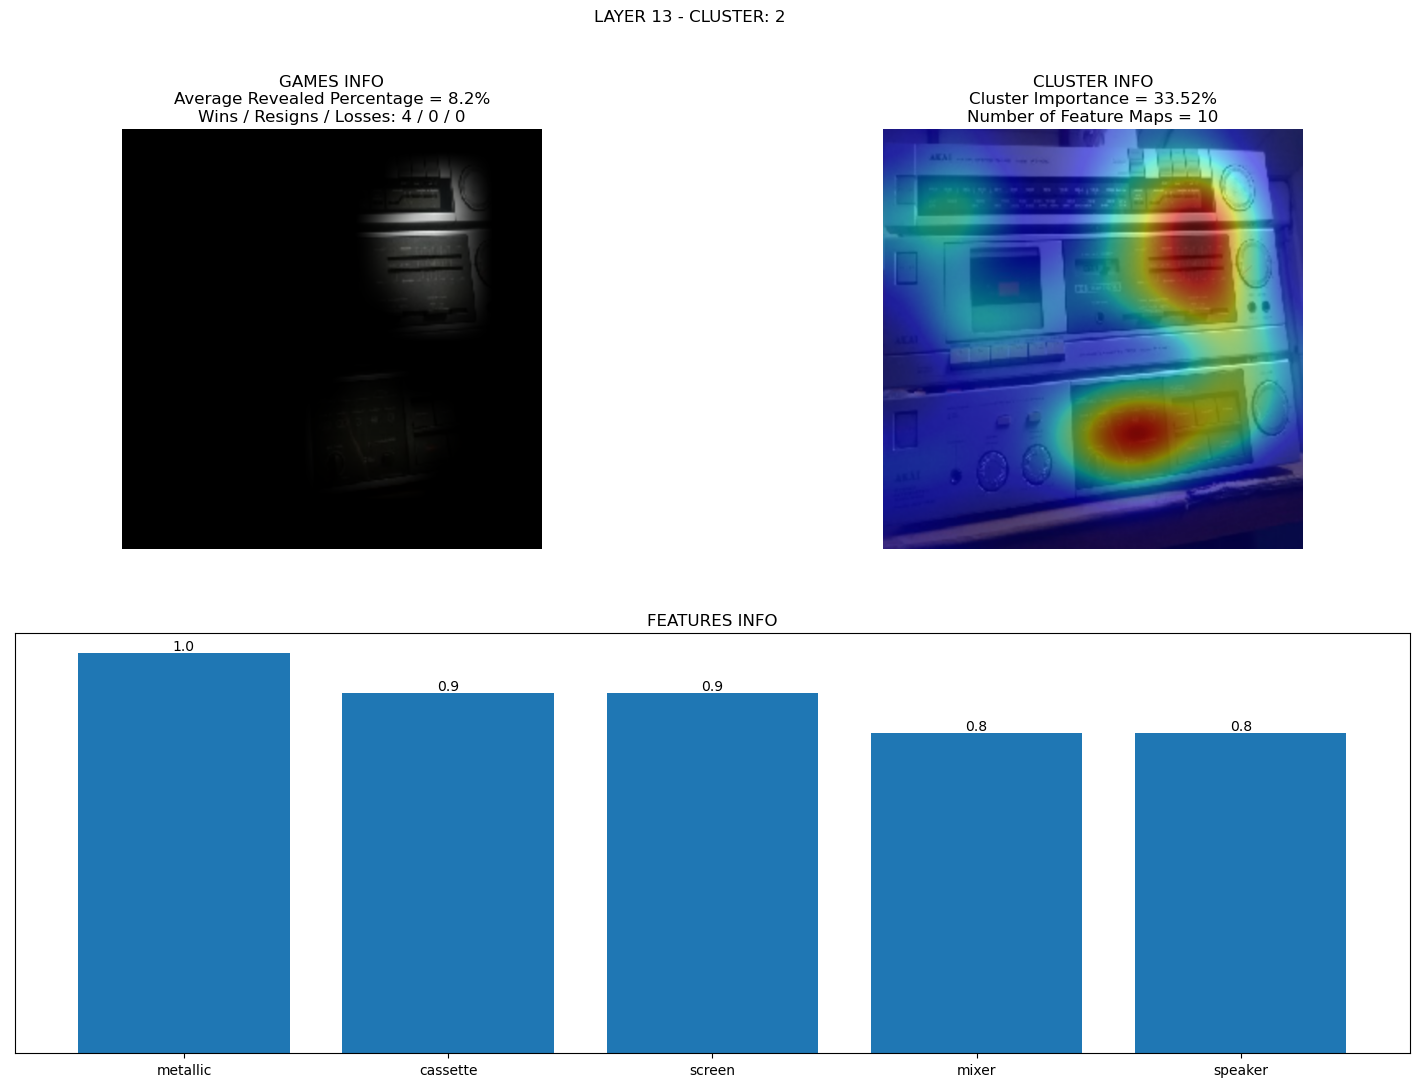 LAYER 13 - CLUSTER: 2
GAMES INFO
Average Revealed Percentage = 8.2%
Wins / Resigns / Losses: 4 / 0 / 0
CLUSTER INFO
Cluster Importance = 33.52%
Number of Feature Maps = 10
AKAI
FEATURES INFO
1.0
0.9
0.9
0.8
0.8
metallic
cassette
screen
mixer
speaker